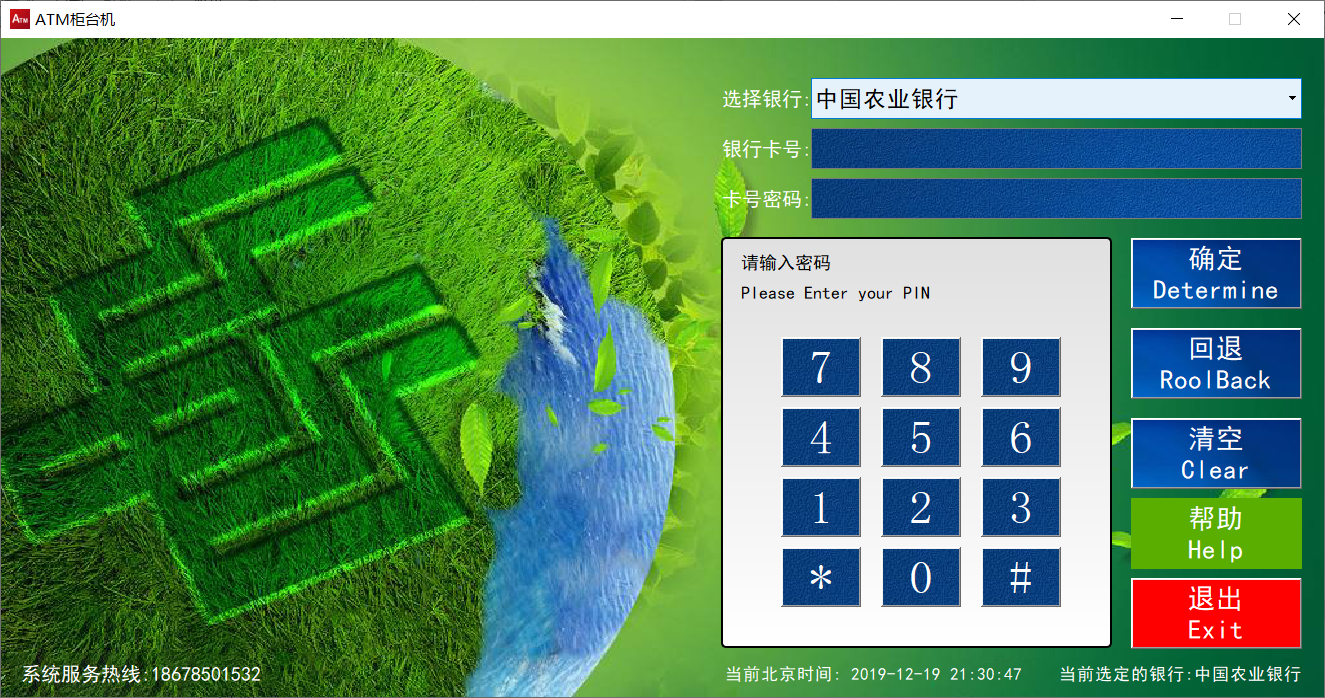 ATM ATM柜台机
选择银行: 中国农业银行
银行卡号:
卡号密码:
请输入密码
Please Enter your PIN
7 8 9
4 5 6
1 2 3
* 0 #
确定
Determine
回退
RoolBack
清空
Clear
帮助
Help
退出
Exit
系统服务热线:18678501532
当前北京时间: 2019-12-19 21:30:47
当前选定的银行:中国农业银行